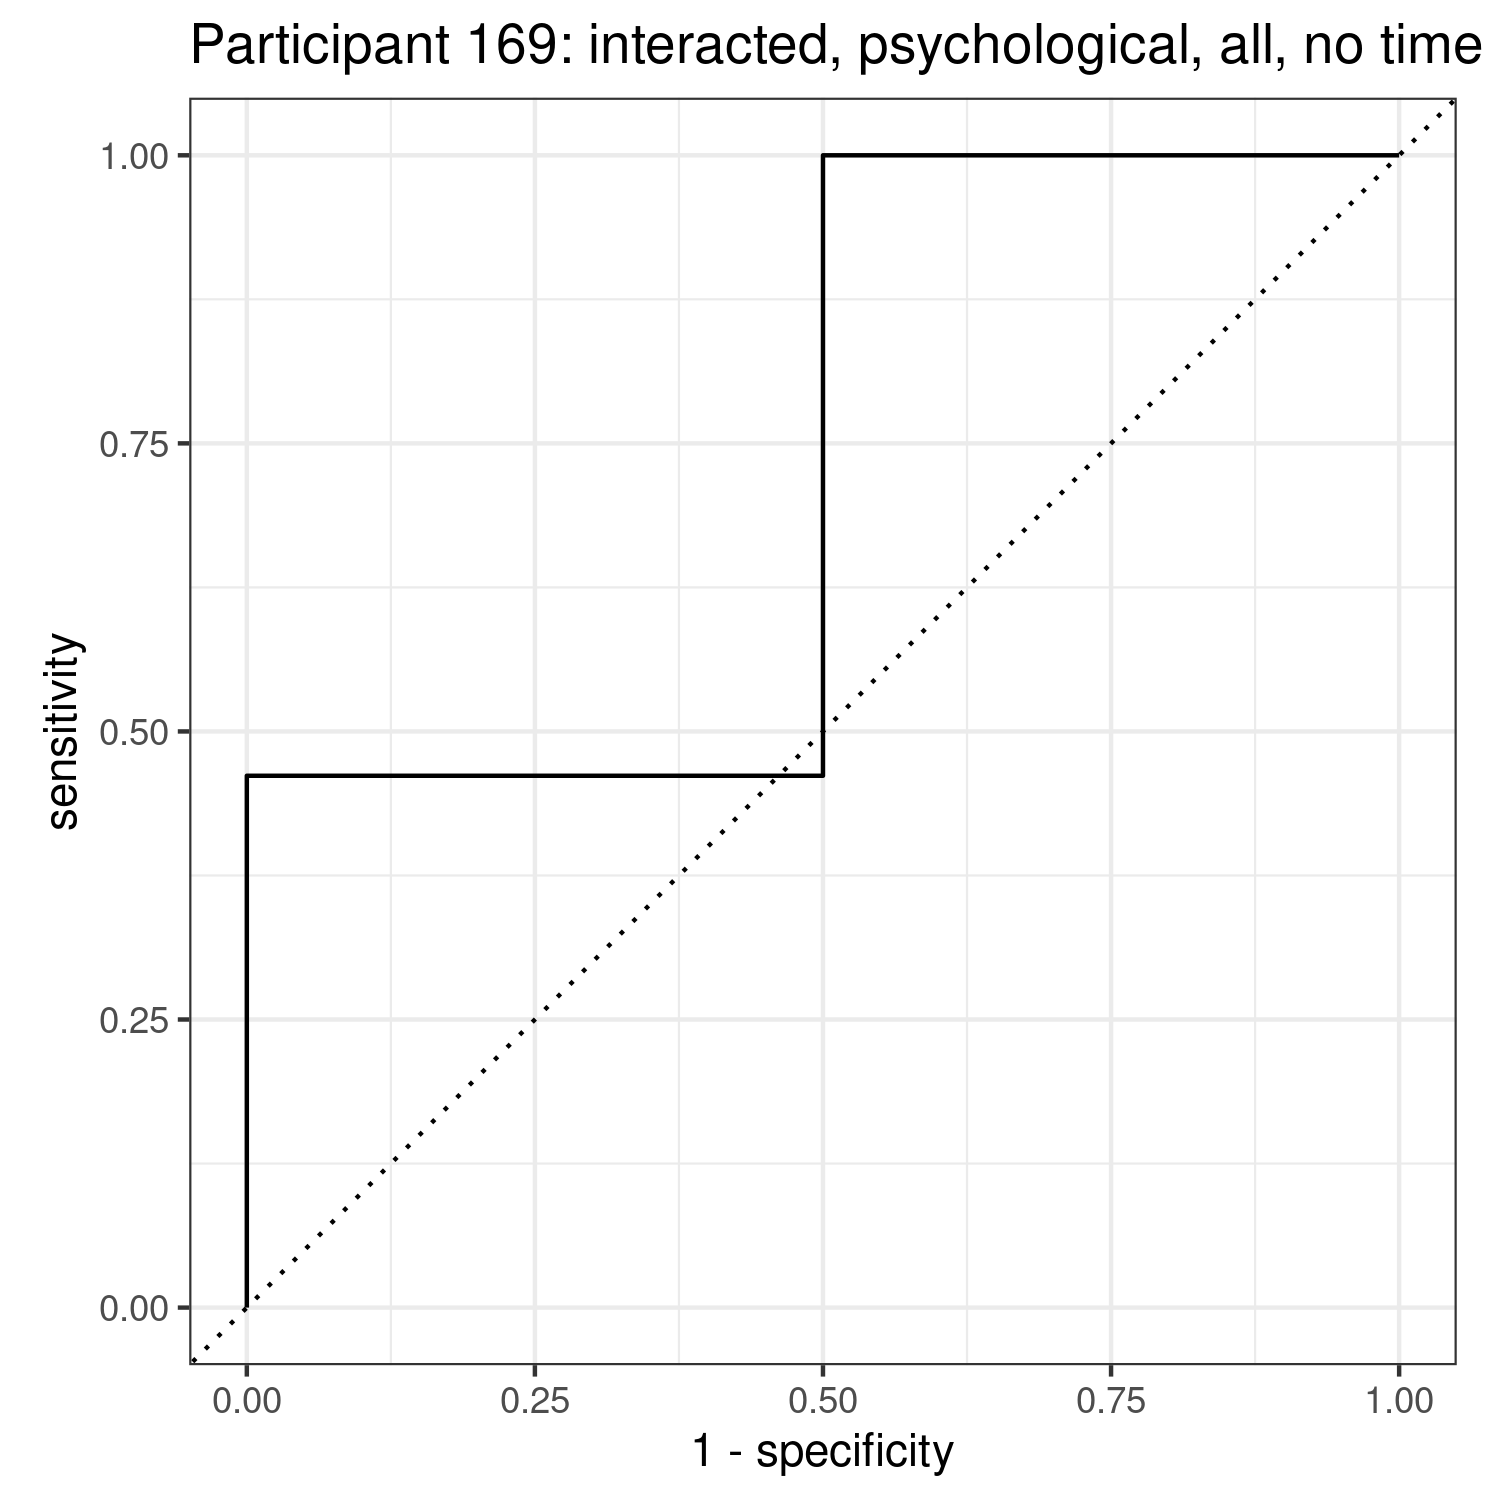 Participant 169: interacted, psychological, all, no time
sensitivity
1.00
0.75
0.50
0.25
0.00
0.00 0.25 0.50 0.75 1.00
1 - specificity